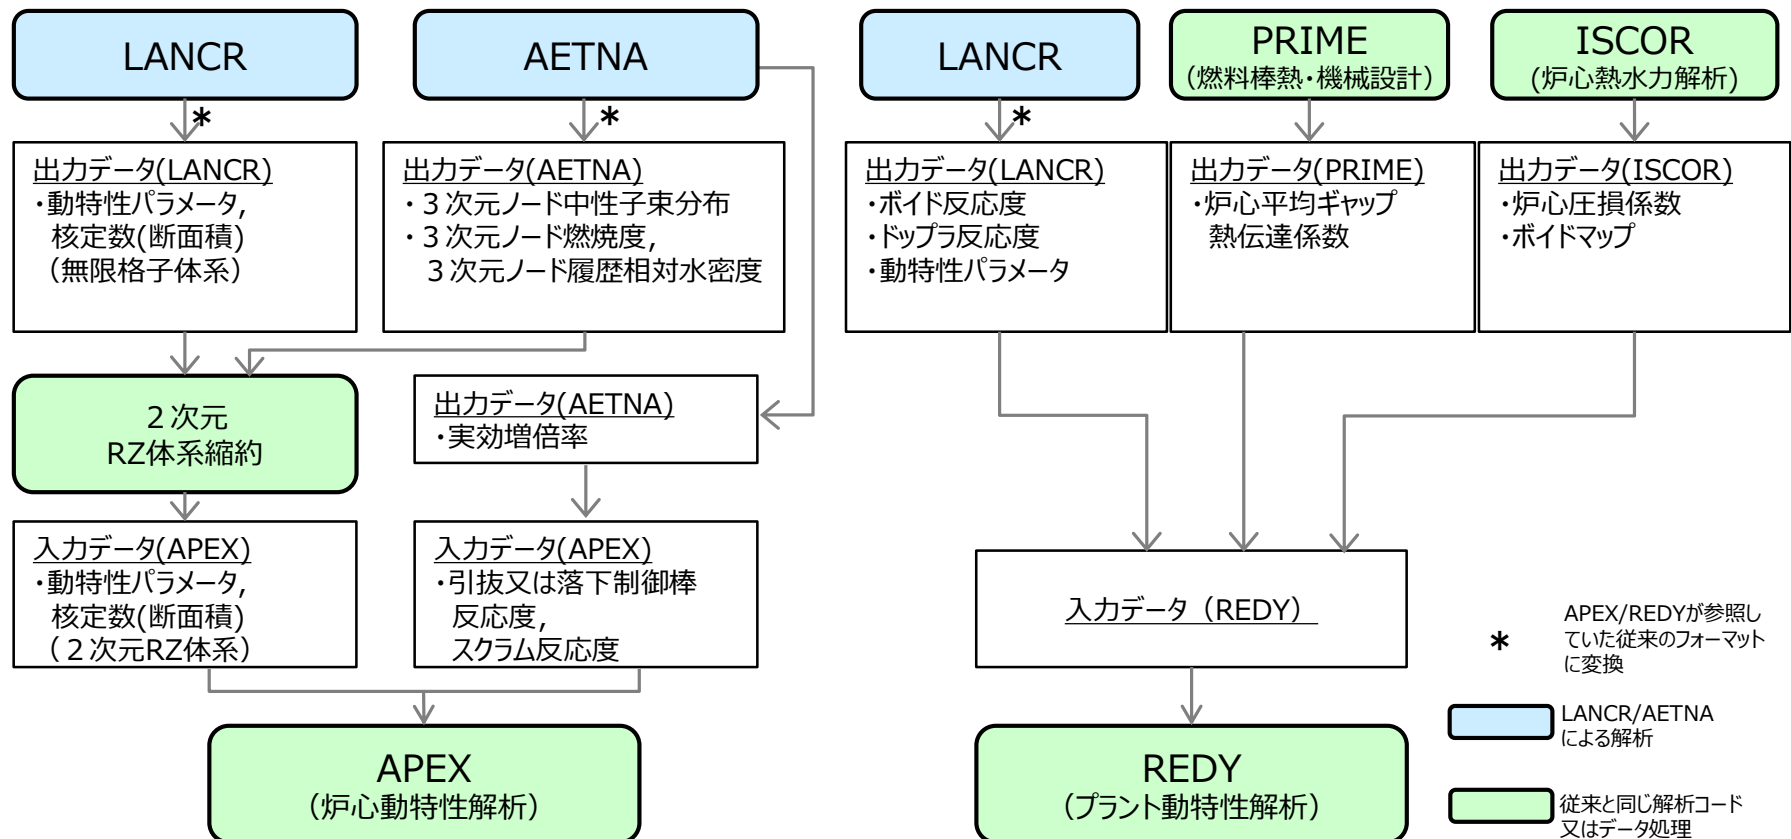 LANCR
AETNA
LANCR
PRIME
(燃料棒熱・機械設計)
ISCOR
(炉心熱水力解析)
*
*
*
出力データ(LANCR)
・動特性パラメータ,
核定数(断面積)
(無限格子体系)
出力データ(AETNA)
・３次元ノード中性子束分布
・３次元ノード燃焼度,
３次元ノード履歴相対水密度
出力データ(LANCR)
・ボイド反応度
・ドップラ反応度
・動特性パラメータ
出力データ(PRIME)
・炉心平均ギャップ
熱伝達係数
出力データ(ISCOR)
・炉心圧損係数
・ボイドマップ
２次元
RZ体系縮約
出力データ(AETNA)
・実効増倍率
入力データ(APEX)
・動特性パラメータ,
核定数(断面積)
(２次元RZ体系)
入力データ(APEX)
・引抜又は落下制御棒
反応度,
スクラム反応度
入力データ（REDY）
APEX
(炉心動特性解析)
REDY
(プラント動特性解析)
*
APEX/REDYが参照し
ていた従来のフォーマット
に変換
LANCR/AETNA
による解析
従来と同じ解析コード
又はデータ処理